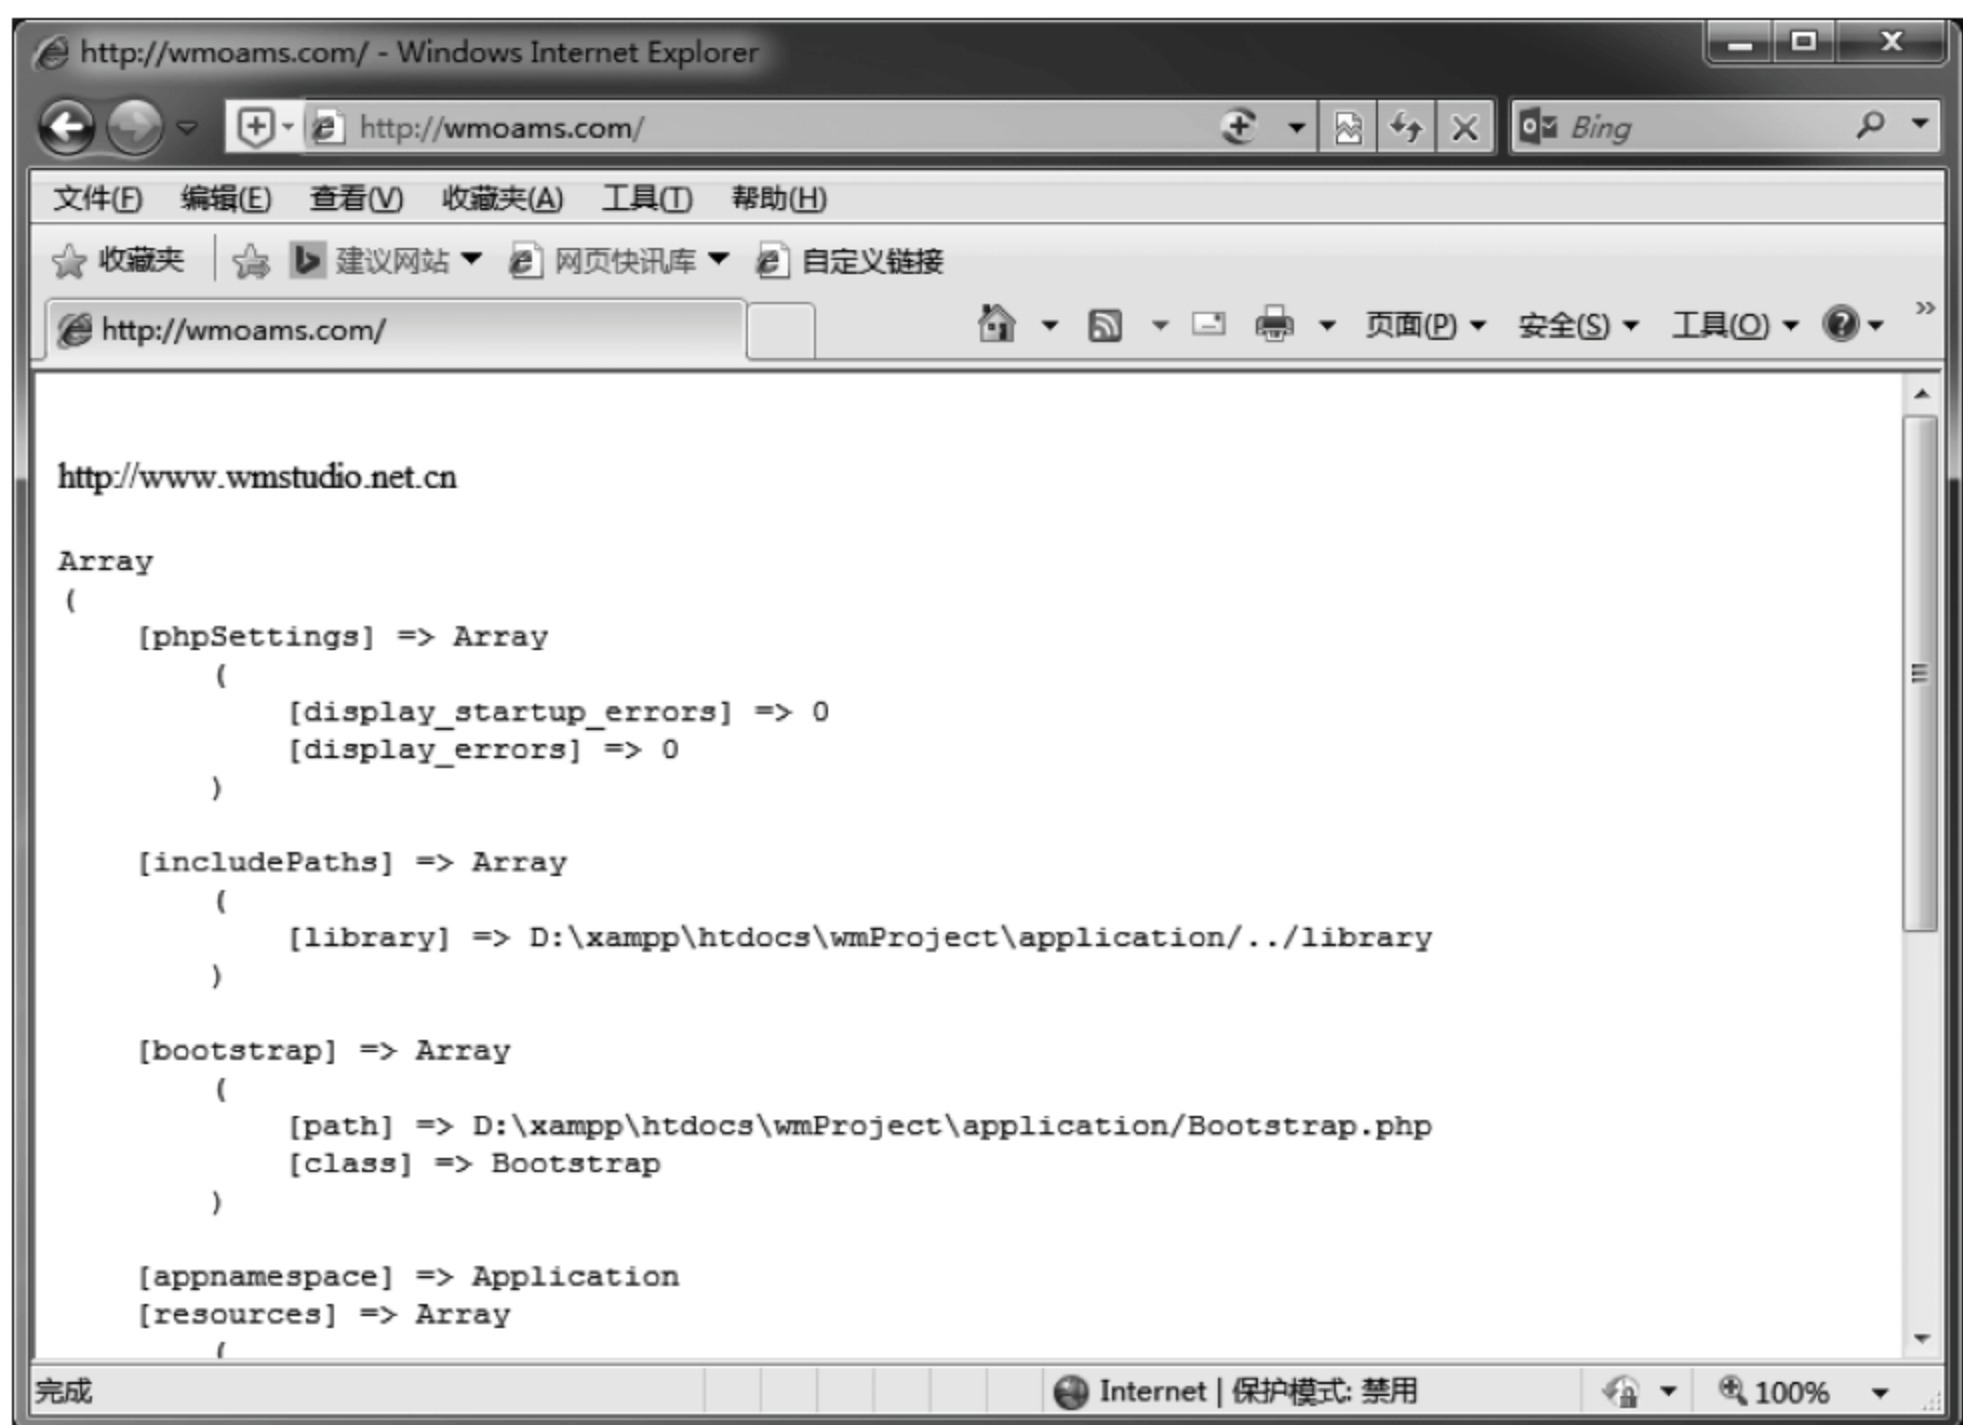 http://wmoams.com/ - Windows Internet Explorer
http://wmoams.com/
Bing
文件(F) 编辑(E) 查看(V) 收藏夹(A) 工具(T) 帮助(H)
收藏夹 建议网站 网页快讯库 自定义链接
http://wmoams.com/ 页面(P) 安全(S) 工具(O)
http://www.wmstudio.net.cn
Array
(
    [phpSettings] => Array
        (
            [display_startup_errors] => 0
            [display_errors] => 0
        )
    [includePaths] => Array
        (
            [library] => D:\xampp\htdocs\wmProject\application/../library
        )
    [bootstrap] => Array
        (
            [path] => D:\xampp\htdocs\wmProject\application/Bootstrap.php
            [class] => Bootstrap
        )
    [appnamespace] => Application
    [resources] => Array
        (
完成 Internet | 保护模式: 禁用 100%